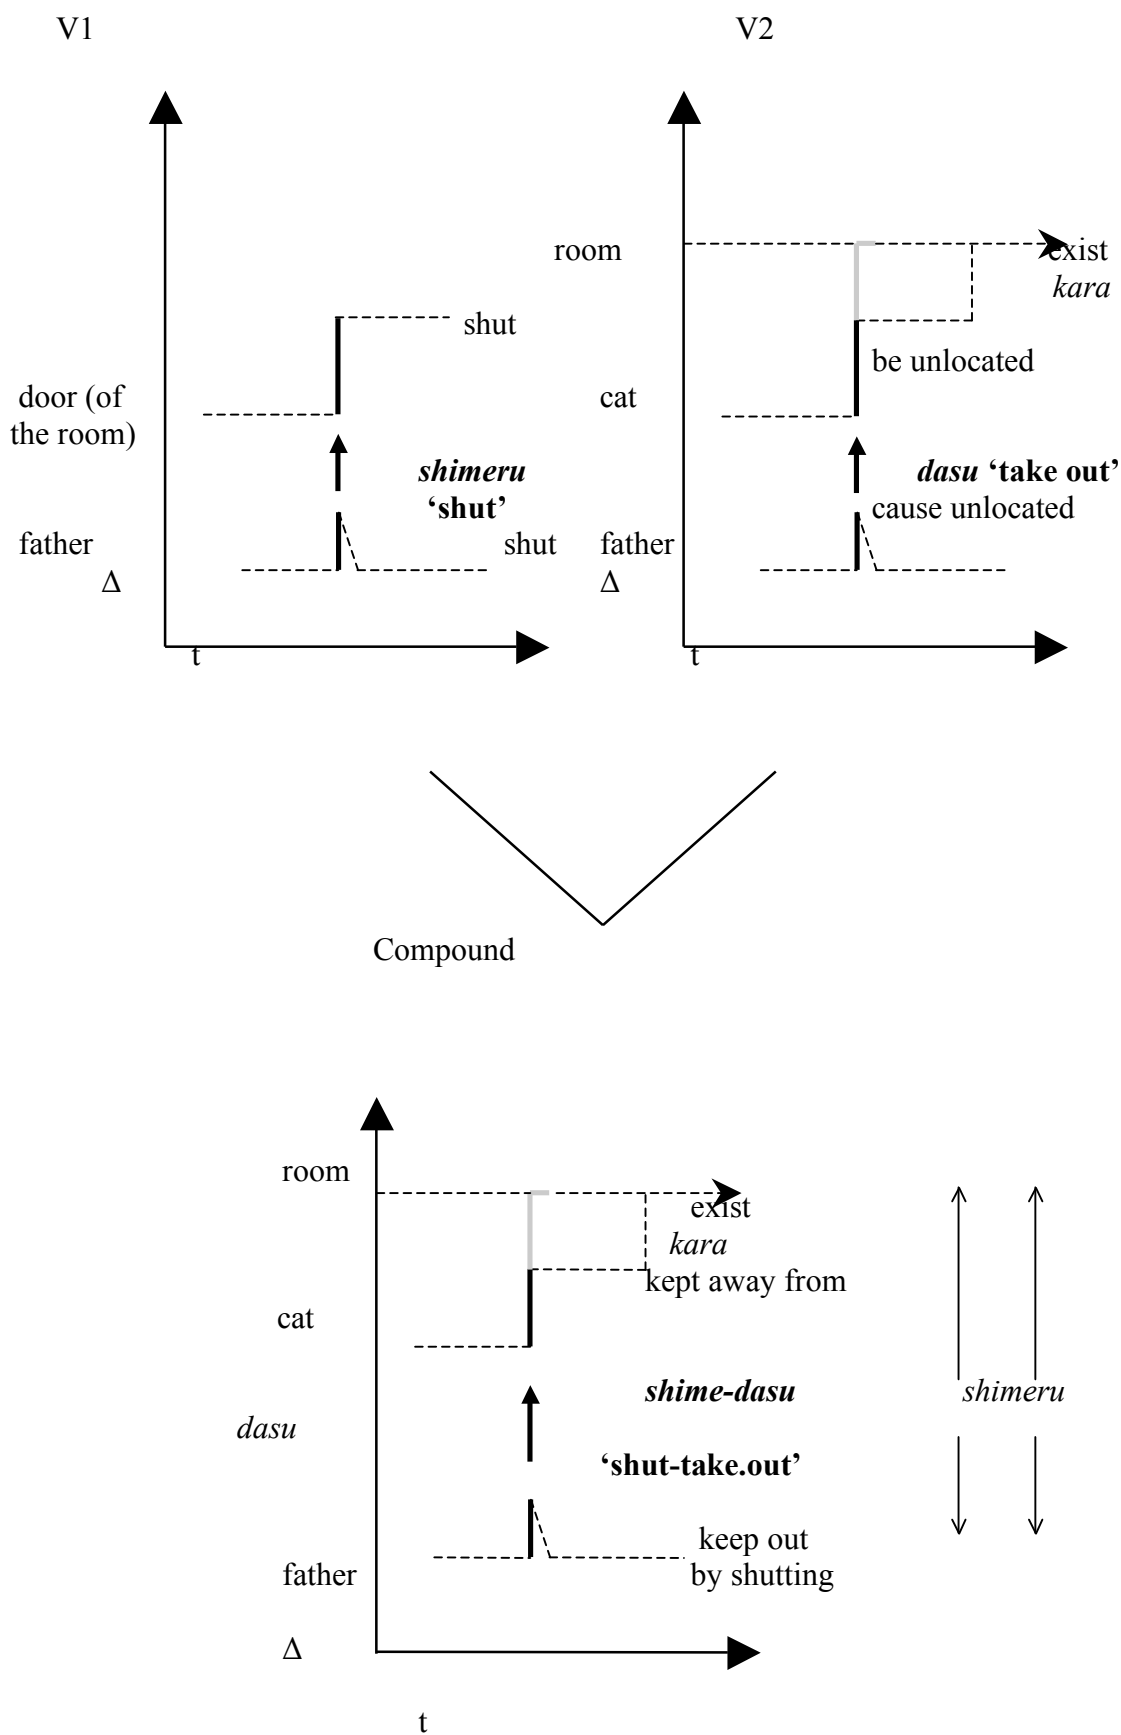 V1
V2
room
exist
kara
shut
be unlocated
door (of
the room)
cat
shimeru
‘shut’
dasu ‘take out’
cause unlocated
father
shut
father
Δ
Δ
t
t
Compound
room
exist
kara
kept away from
cat
shime-dasu
shimeru
dasu
‘shut-take.out’
keep out
by shutting
father
Δ
t